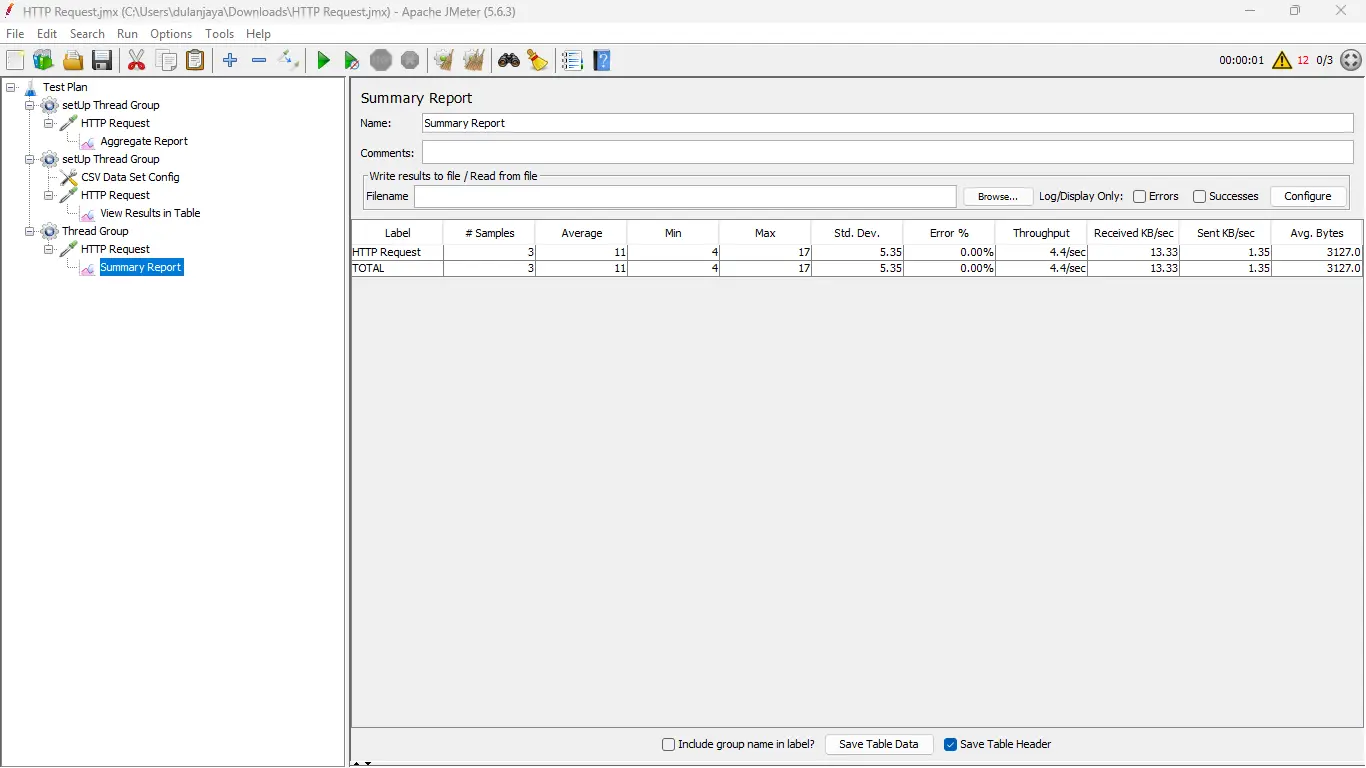 HTTP Request.jmx (C:\Users\dulanjaya\Downloads\HTTP Request.jmx) - Apache JMeter (5.6.3)
File Edit Search Run Options Tools Help
00:00:01 12 0/3
Test Plan
setUp Thread Group
HTTP Request
Aggregate Report
setUp Thread Group
CSV Data Set Config
HTTP Request
View Results in Table
Thread Group
HTTP Request
Summary Report
Summary Report
Name: Summary Report
Comments:
Write results to file / Read from file
Filename Browse... Log/Display Only: Errors Successes Configure
Label # Samples Average Min Max Std. Dev. Error % Throughput Received KB/sec Sent KB/sec Avg. Bytes
HTTP Request 3 11 4 17 5.35 0.00% 4.4/sec 13.33 1.35 3127.0
TOTAL 3 11 4 17 5.35 0.00% 4.4/sec 13.33 1.35 3127.0
Include group name in label? Save Table Data Save Table Header